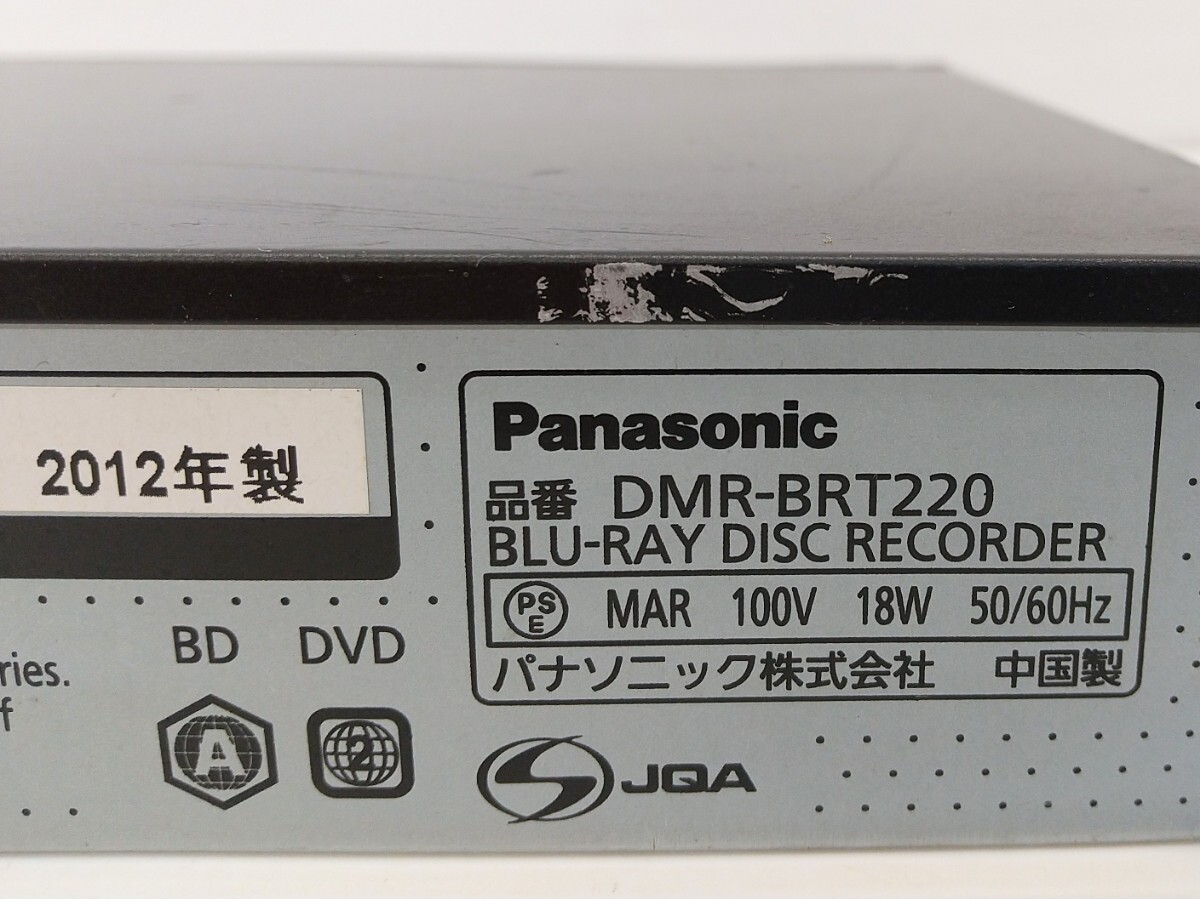 2012年製
Panasonic
品番 DMR-BRT220
BLU-RAY DISC RECORDER
PSE MAR 100V 18W 50/60Hz
パナソニック株式会社 中国製
ries.
f
BD DVD
A 2
JQA